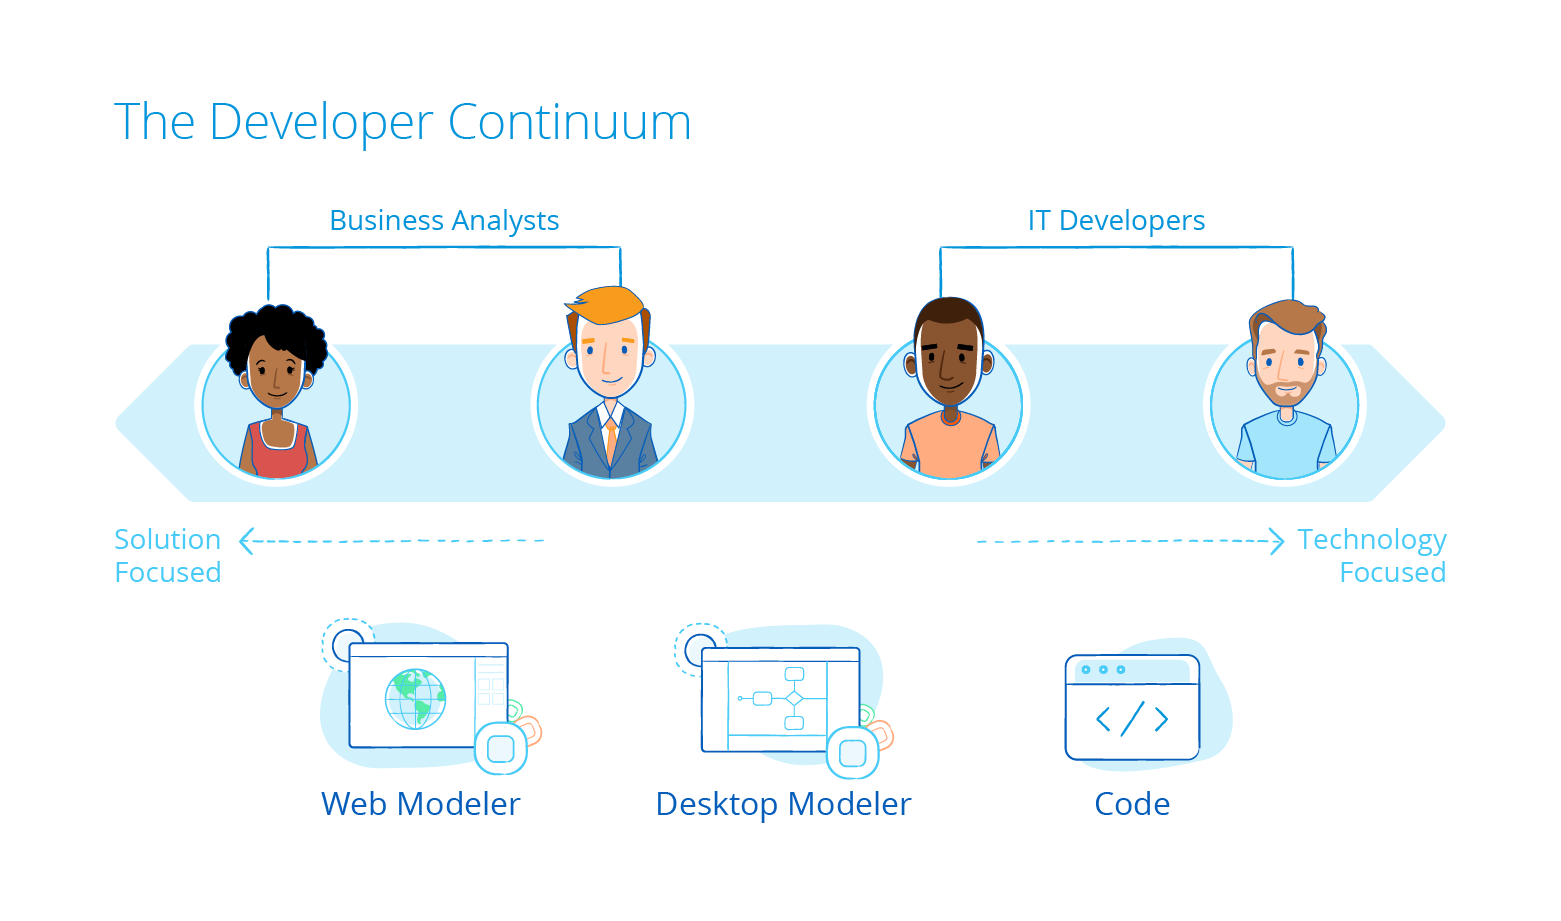 The Developer Continuum
Business Analysts
IT Developers
Solution
Focused
Technology
Focused
Web Modeler
Desktop Modeler
</>
Code